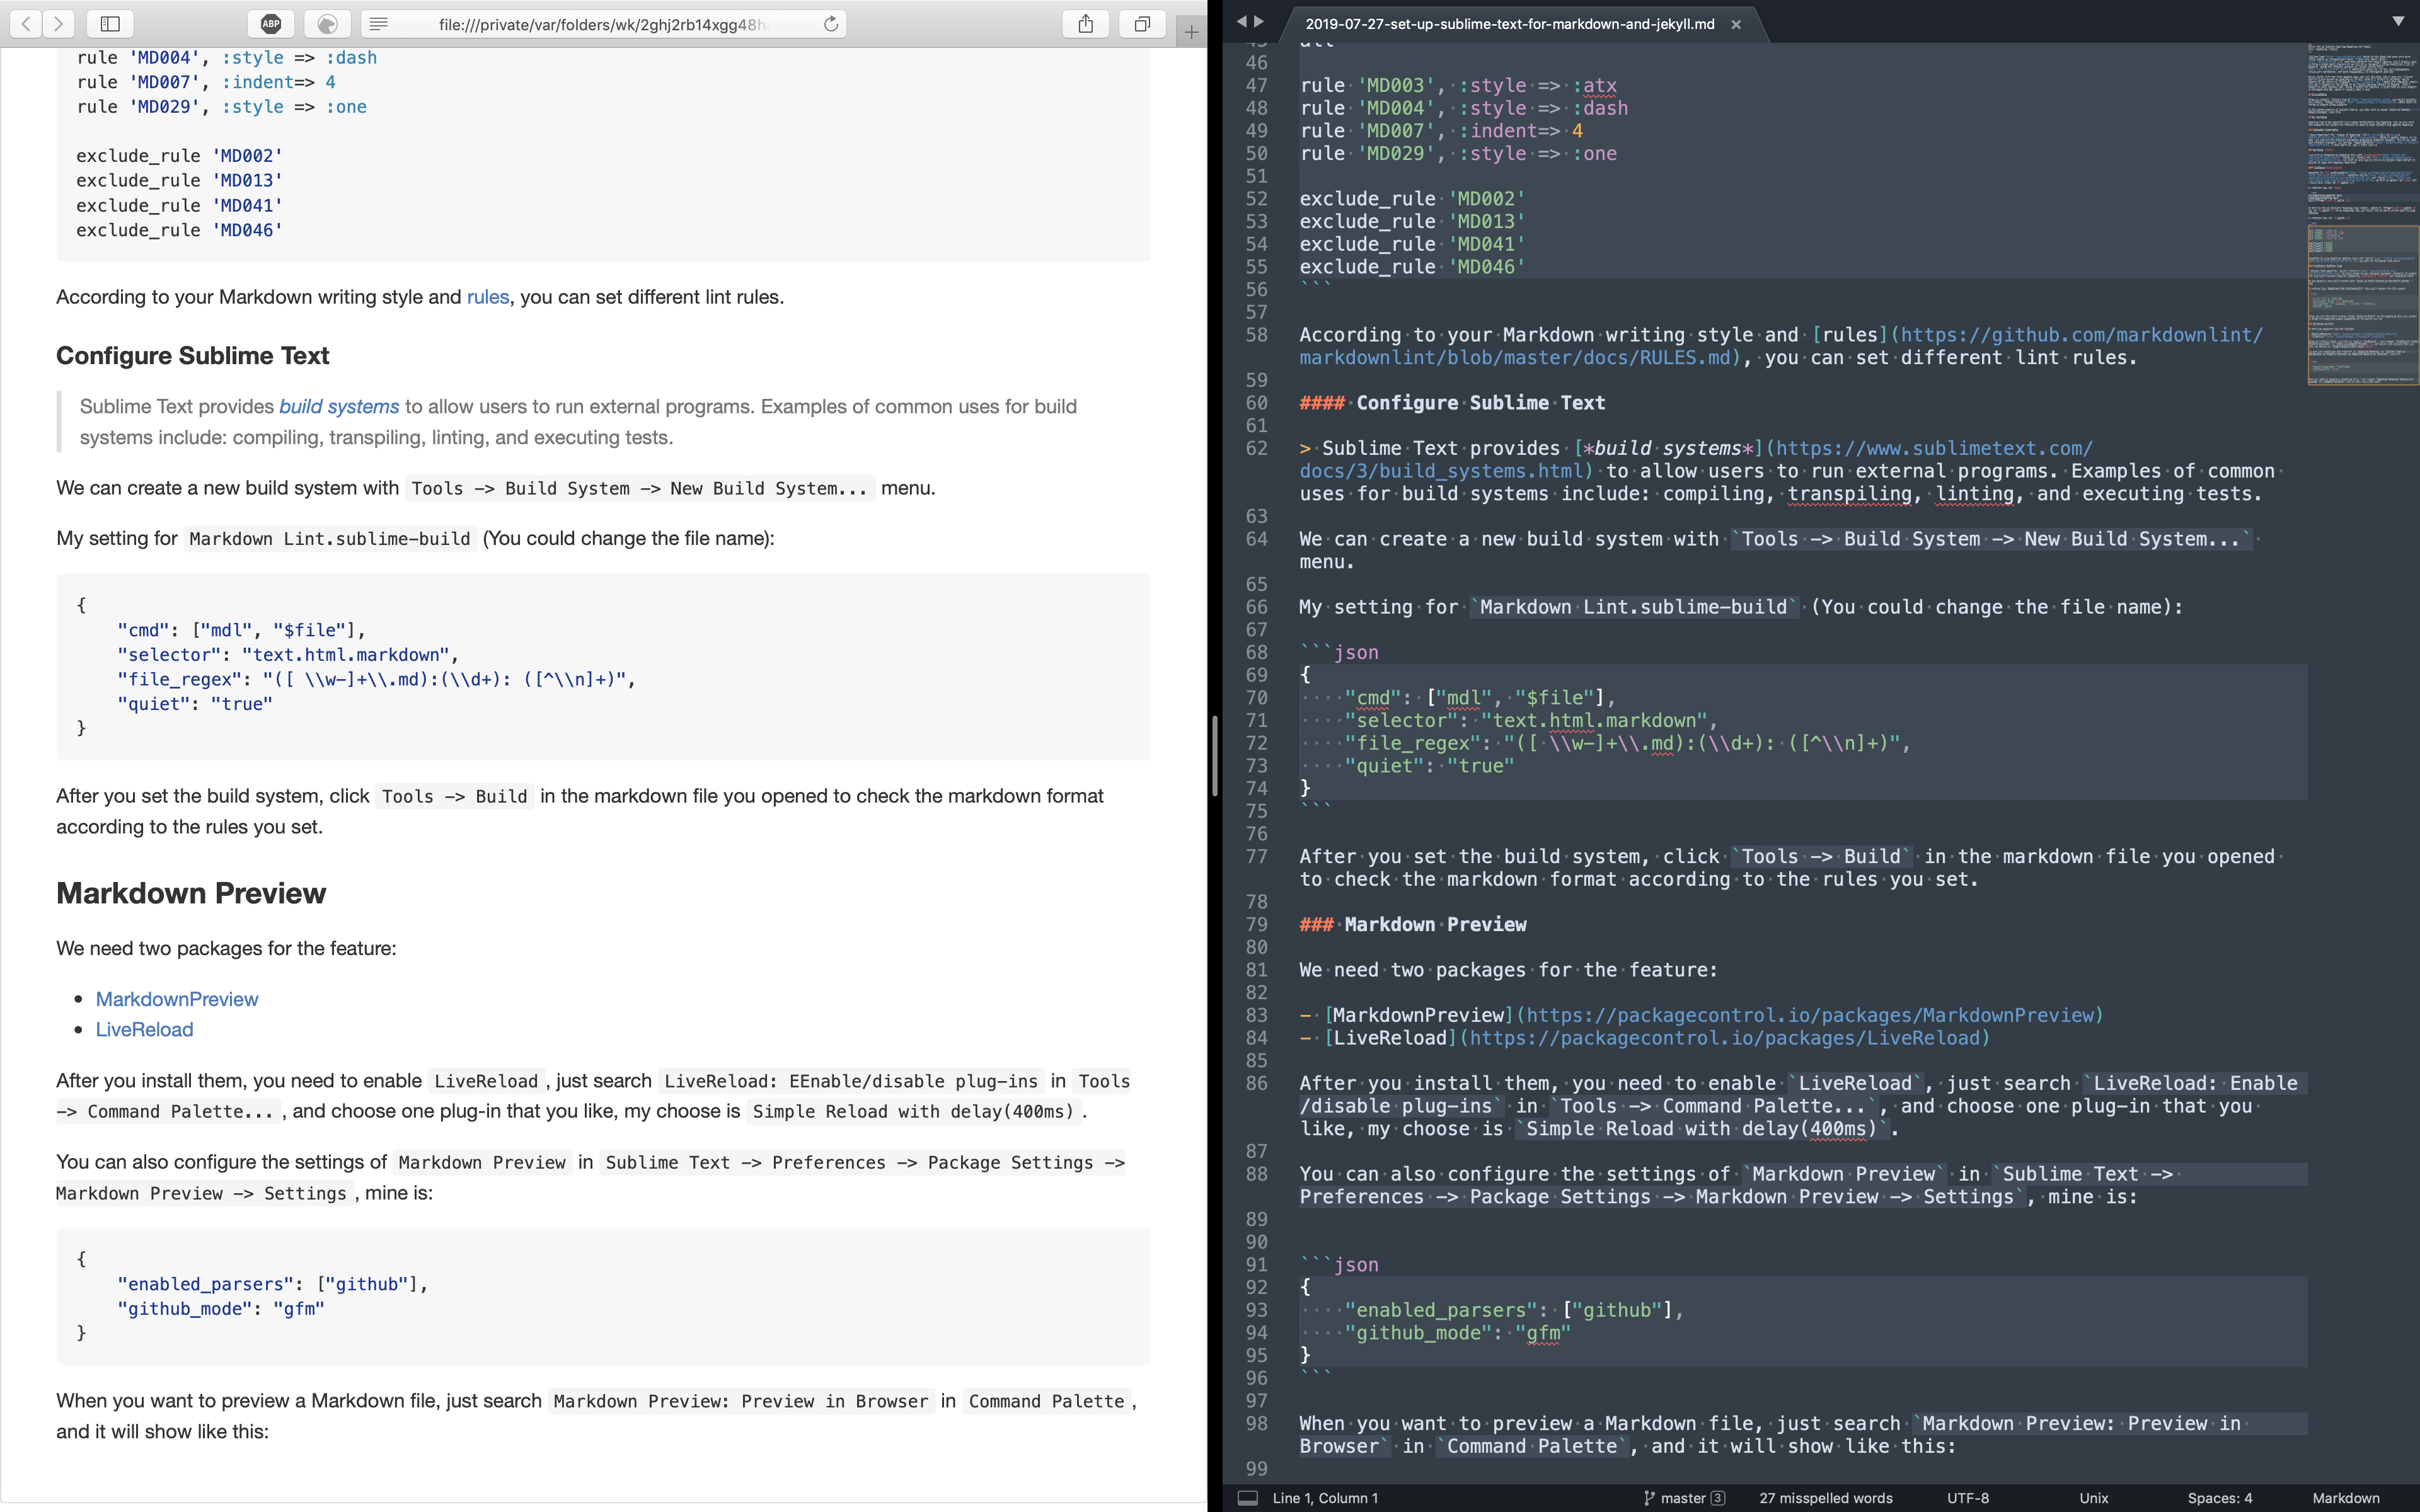 file:///private/var/folders/wk/2ghj2rb14xgg48h
rule 'MD004', :style => :dash
rule 'MD007', :indent=> 4
rule 'MD029', :style => :one
exclude_rule 'MD002'
exclude_rule 'MD013'
exclude_rule 'MD041'
exclude_rule 'MD046'
According to your Markdown writing style and rules, you can set different lint rules.
Configure Sublime Text
Sublime Text provides build systems to allow users to run external programs. Examples of common uses for build
systems include: compiling, transpiling, linting, and executing tests.
We can create a new build system with Tools -> Build System -> New Build System... menu.
My setting for Markdown Lint.sublime-build (You could change the file name):
{
"cmd": ["mdl", "$file"],
"selector": "text.html.markdown",
"file_regex": "([ \\w-]+\\.md):(\\d+): ([^\\n]+)",
"quiet": "true"
}
After you set the build system, click Tools -> Build in the markdown file you opened to check the markdown format
according to the rules you set.
Markdown Preview
We need two packages for the feature:
• MarkdownPreview
• LiveReload
After you install them, you need to enable LiveReload , just search LiveReload: EEnable/disable plug-ins in Tools
-> Command Palette... , and choose one plug-in that you like, my choose is Simple Reload with delay(400ms) .
You can also configure the settings of Markdown Preview in Sublime Text -> Preferences -> Package Settings ->
Markdown Preview -> Settings , mine is:
{
"enabled_parsers": ["github"],
"github_mode": "gfm"
}
When you want to preview a Markdown file, just search Markdown Preview: Preview in Browser in Command Palette ,
and it will show like this:
ABP
2019-07-27-set-up-sublime-text-for-markdown-and-jekyll.md
45 all
46
47 rule 'MD003', :style => :atx
48 rule 'MD004', :style => :dash
49 rule 'MD007', :indent=> 4
50 rule 'MD029', :style => :one
51
52 exclude_rule 'MD002'
53 exclude_rule 'MD013'
54 exclude_rule 'MD041'
55 exclude_rule 'MD046'
56 ```
57
58 According to your Markdown writing style and [rules](https://github.com/markdownlint/
markdownlint/blob/master/docs/RULES.md), you can set different lint rules.
59
60 #### Configure Sublime Text
61
62 > Sublime Text provides [*build systems*](https://www.sublimetext.com/
docs/3/build_systems.html) to allow users to run external programs. Examples of common
uses for build systems include: compiling, transpiling, linting, and executing tests.
63
64 We can create a new build system with `Tools -> Build System -> New Build System...`
menu.
65
66 My setting for `Markdown Lint.sublime-build` (You could change the file name):
67
68 ```json
69 {
70 "cmd": ["mdl", "$file"],
71 "selector": "text.html.markdown",
72 "file_regex": "([ \\w-]+\\.md):(\\d+): ([^\\n]+)",
73 "quiet": "true"
74 }
75 ```
76
77 After you set the build system, click `Tools -> Build` in the markdown file you opened
to check the markdown format according to the rules you set.
78
79 ### Markdown Preview
80
81 We need two packages for the feature:
82
83 - [MarkdownPreview](https://packagecontrol.io/packages/MarkdownPreview)
84 - [LiveReload](https://packagecontrol.io/packages/LiveReload)
85
86 After you install them, you need to enable `LiveReload`, just search `LiveReload: Enable
/disable plug-ins` in `Tools -> Command Palette...`, and choose one plug-in that you
like, my choose is `Simple Reload with delay(400ms)`.
87
88 You can also configure the settings of `Markdown Preview` in `Sublime Text ->
Preferences -> Package Settings -> Markdown Preview -> Settings`, mine is:
89
90
91 ```json
92 {
93 "enabled_parsers": ["github"],
94 "github_mode": "gfm"
95 }
96 ```
97
98 When you want to preview a Markdown file, just search `Markdown Preview: Preview in
Browser` in `Command Palette`, and it will show like this:
99
Line 1, Column 1
master 3
27 misspelled words
UTF-8
Unix
Spaces: 4
Markdown